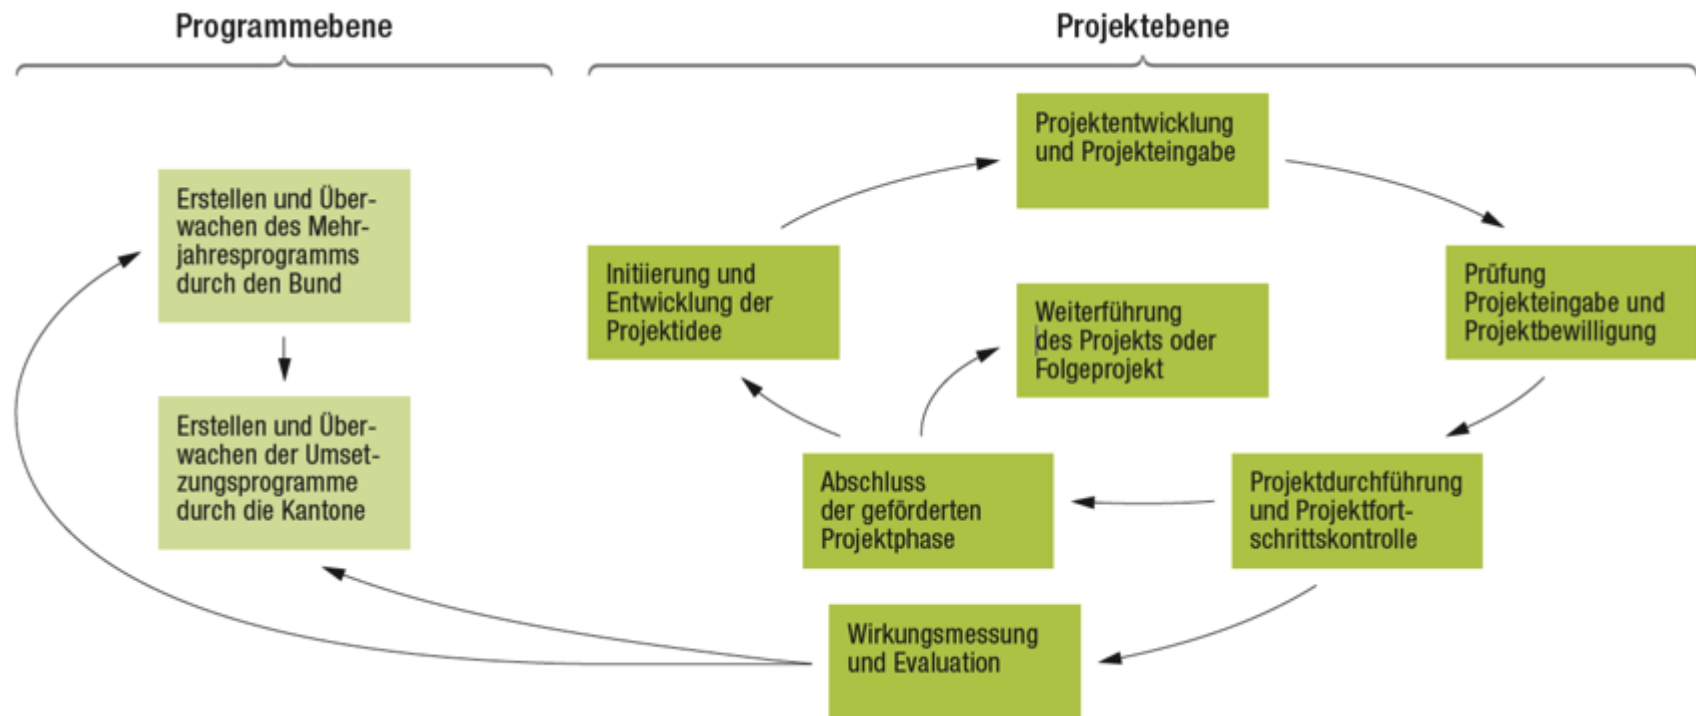 Programmebene
Projektebene
Erstellen und Über-
wachen des Mehr-
jahresprogramms
durch den Bund
Erstellen und Über-
wachen der Umset-
zungsprogramme
durch die Kantone
Projektentwicklung
und Projekteingabe
Initiierung und
Entwicklung der
Projektidee
Weiterführung
des Projekts oder
Folgeprojekt
Prüfung
Projekteingabe und
Projektbewilligung
Abschluss
der geförderten
Projektphase
Projektdurchführung
und Projektfort-
schrittskontrolle
Wirkungsmessung
und Evaluation